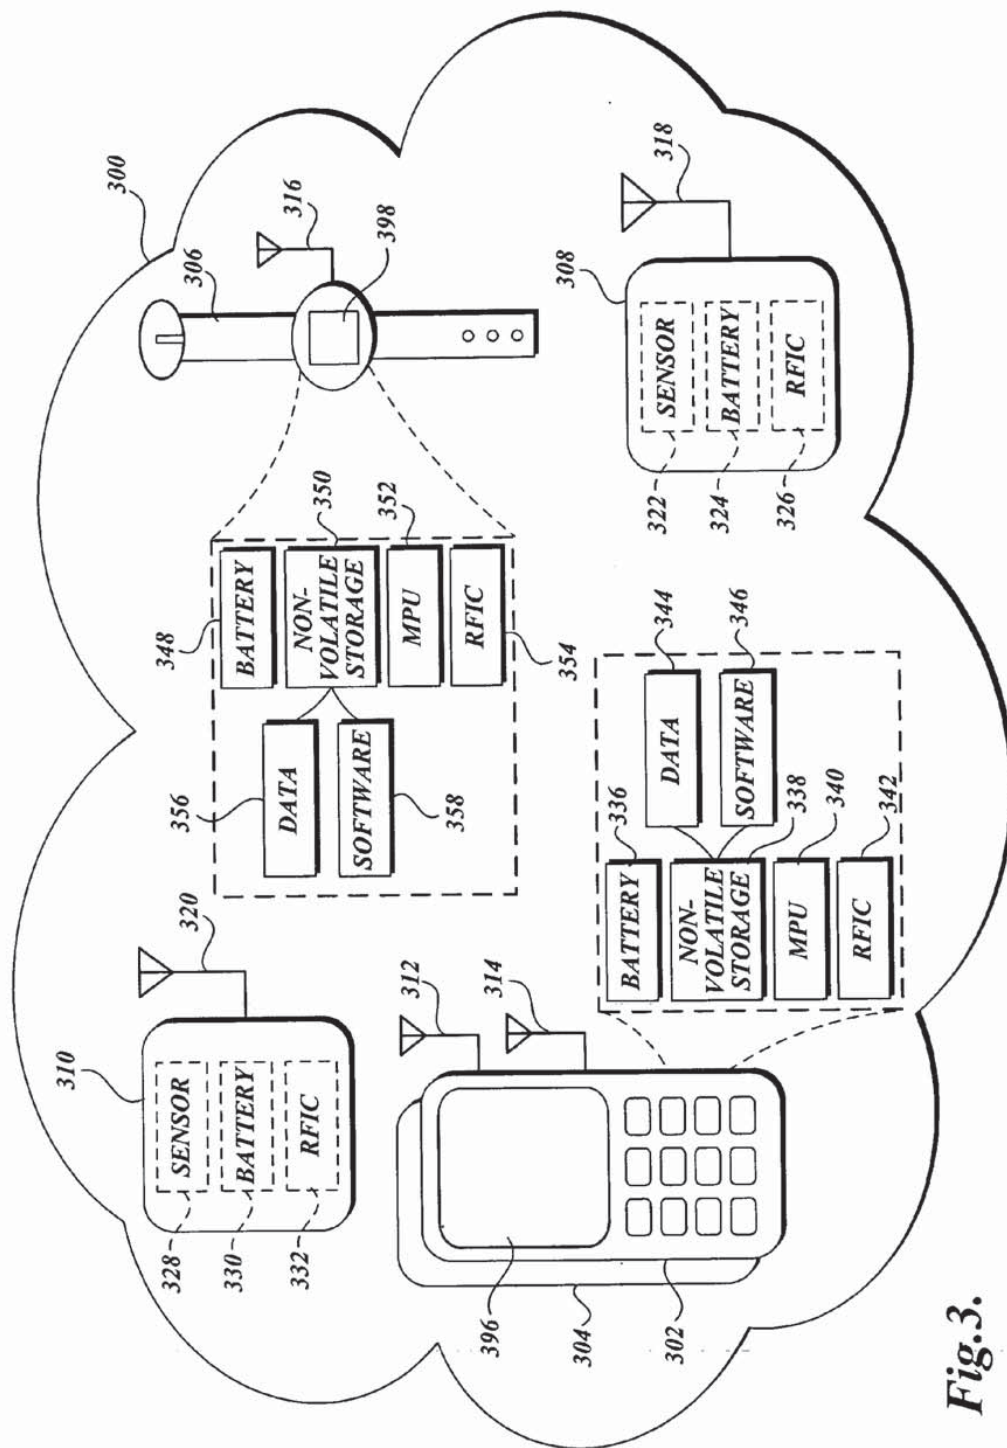 300
306
316
398
310
320
SENSOR
BATTERY
RFIC
328
330
332
348
BATTERY
350
NON-
VOLATILE
STORAGE
352
MPU
RFIC
354
356
DATA
SOFTWARE
358
308
318
SENSOR
BATTERY
RFIC
322
324
326
312
314
396
304
302
336
BATTERY
NON-
VOLATILE
STORAGE
338
MPU
340
RFIC
342
344
DATA
346
SOFTWARE
Fig.3.